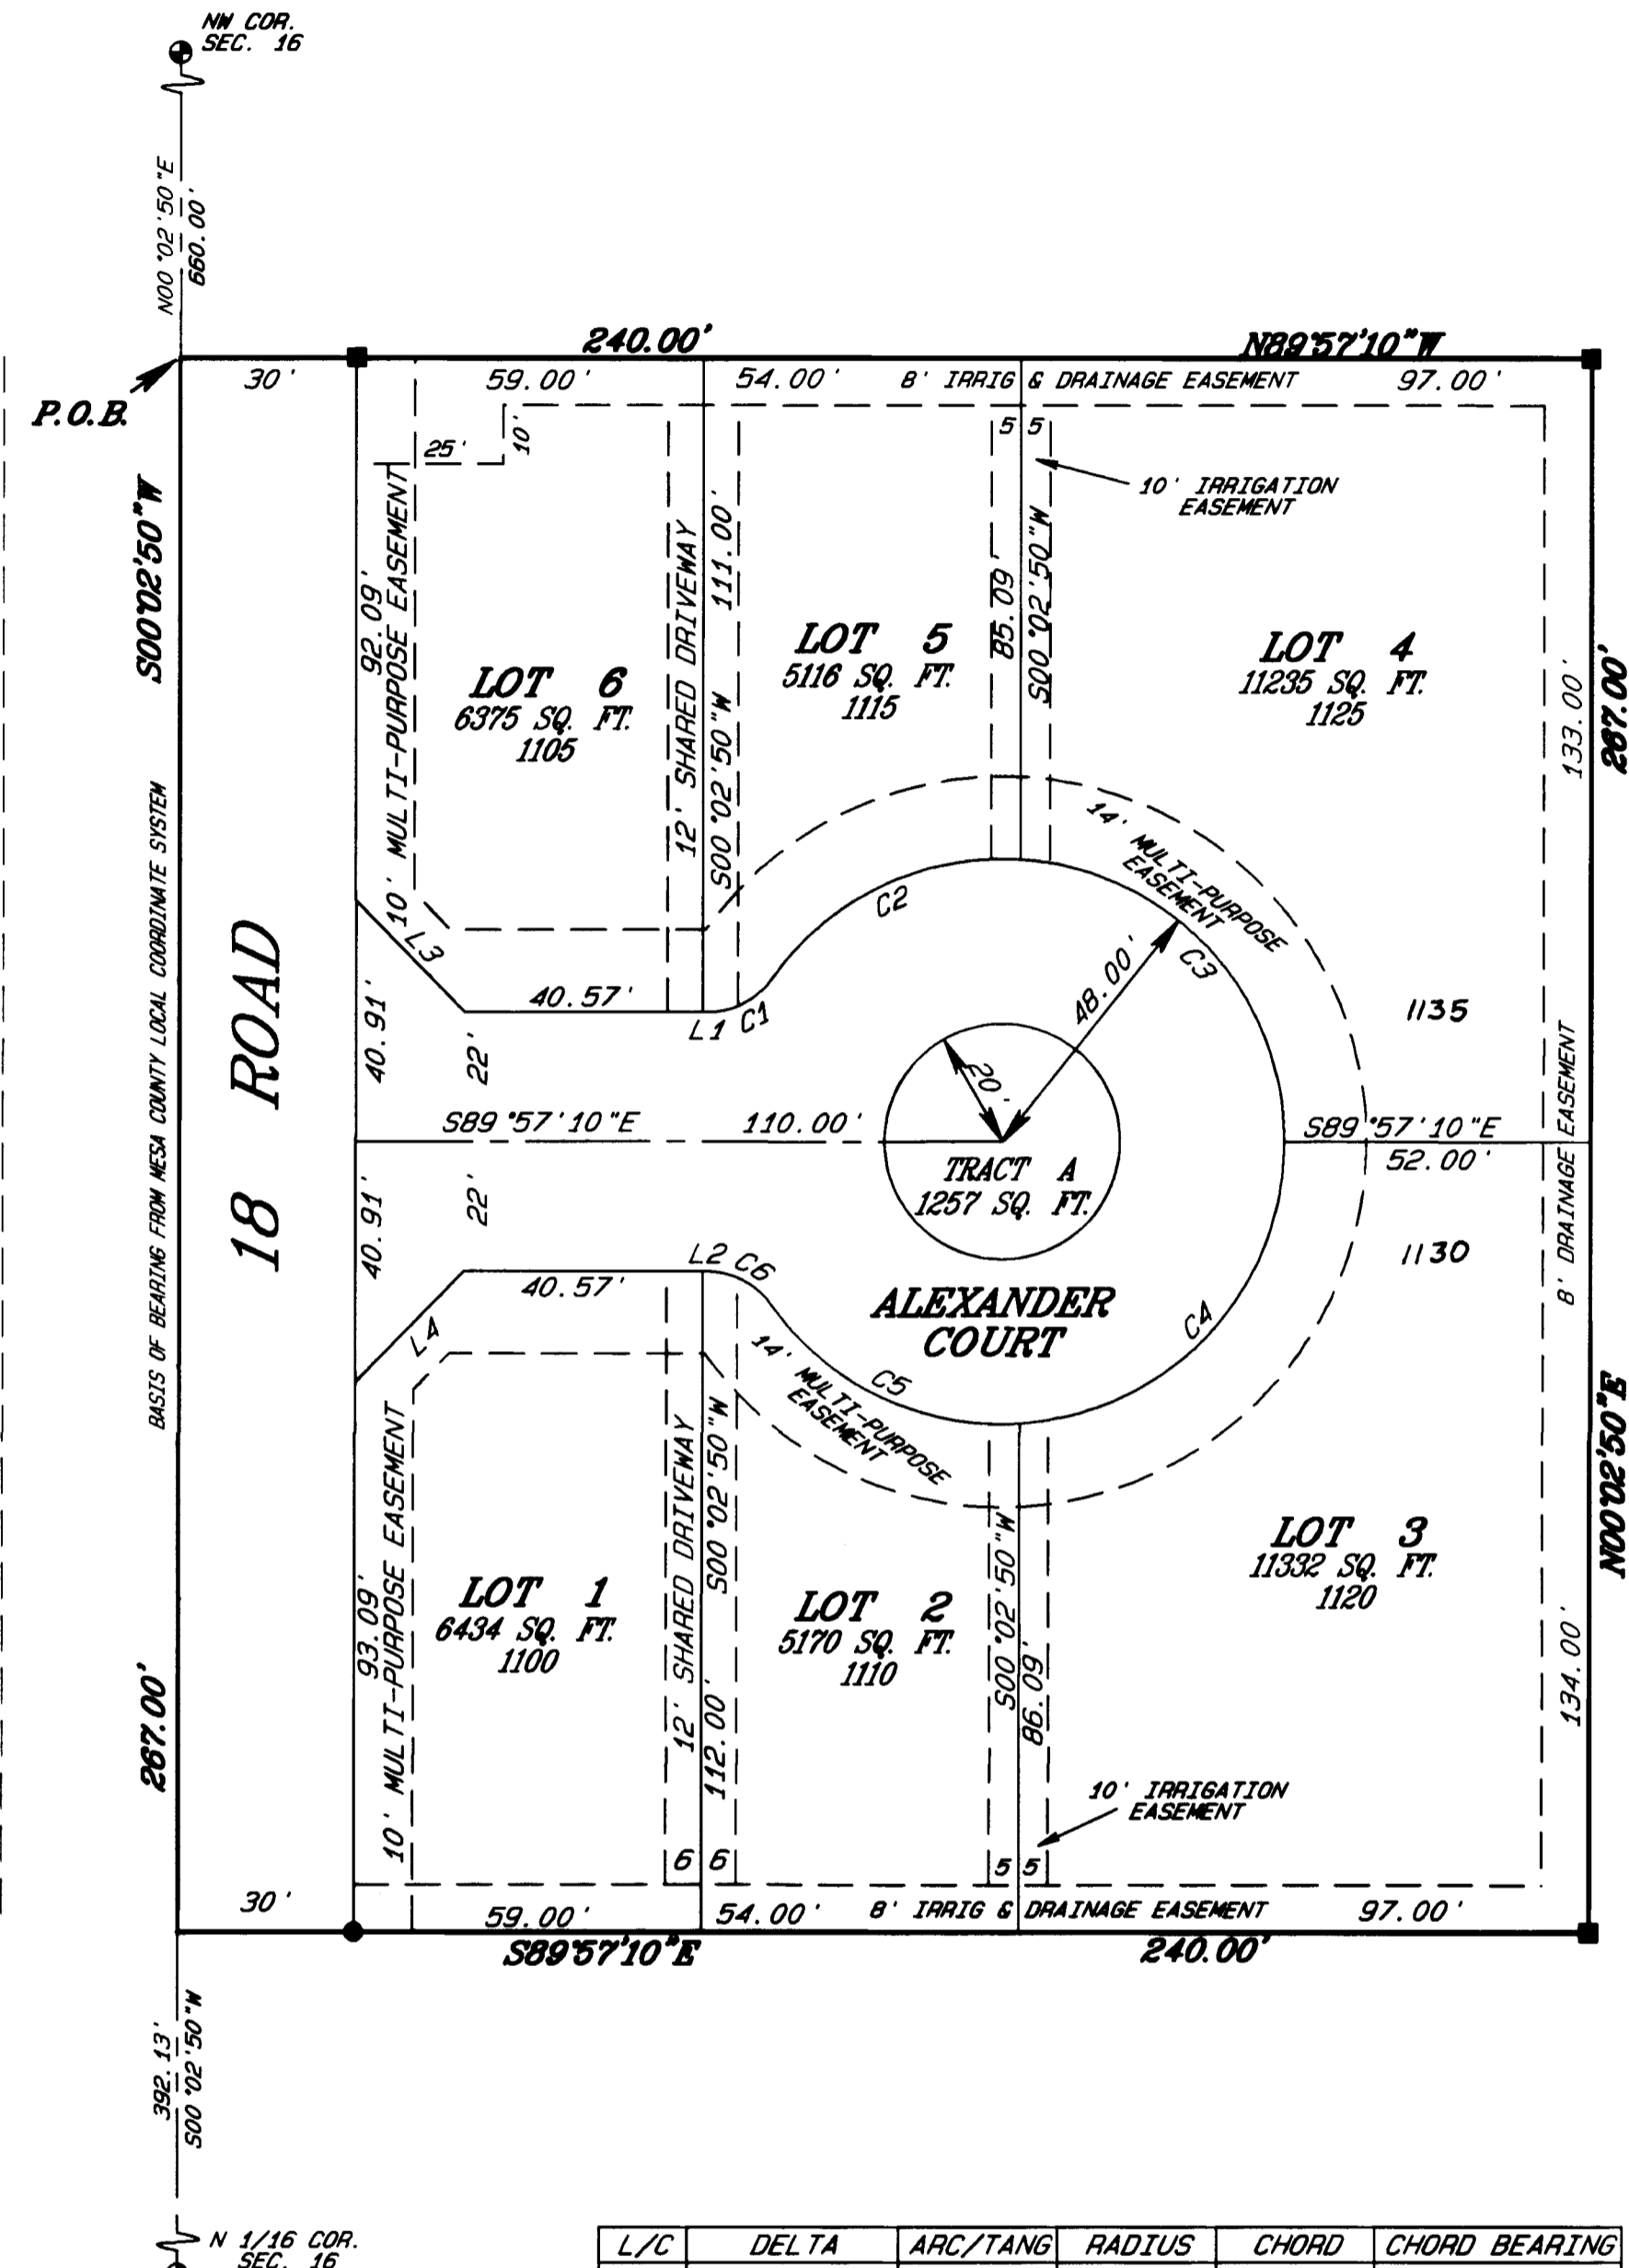 NW COR.
SEC. 16
N00°02'50"E
660.00'
240.00'
N89°57'10"W
P.O.B.
30'
59.00'
54.00'
8' IRRIG & DRAINAGE EASEMENT
97.00'
25'
10'
5 5
10' IRRIGATION
EASEMENT
S00°02'50"W
92.09'
10' MULTI-PURPOSE EASEMENT
12' SHARED DRIVEWAY
111.00'
S00°02'50"W
85.09'
S00°02'50"W
LOT 6
6375 SQ. FT.
1105
LOT 5
5116 SQ. FT.
1115
LOT 4
11235 SQ. FT.
1125
133.00'
267.00'
14' MULTI-PURPOSE
EASEMENT
BASIS OF BEARING FROM MESA COUNTY LOCAL COORDINATE SYSTEM
18 ROAD
L3
40.57'
L1
C1
C2
C3
48.00'
20'
1135
40.91'
22'
S89°57'10"E
110.00'
S89°57'10"E
52.00'
8' DRAINAGE EASEMENT
TRACT A
1257 SQ. FT.
40.91'
22'
1130
L2
C6
40.57'
L4
ALEXANDER
COURT
C4
C5
14' MULTI-PURPOSE
EASEMENT
N00°02'50"E
267.00'
93.09'
10' MULTI-PURPOSE EASEMENT
12' SHARED DRIVEWAY
S00°02'50"W
112.00'
S00°02'50"W
86.09'
LOT 1
6434 SQ. FT.
1100
LOT 2
5170 SQ. FT.
1110
LOT 3
11332 SQ. FT.
1120
134.00'
10' IRRIGATION
EASEMENT
6 6
5 5
30'
59.00'
54.00'
8' IRRIG & DRAINAGE EASEMENT
97.00'
S89°57'10"E
240.00'
392.13'
S00°02'50"W
N 1/16 COR.
SEC. 16
L/C DELTA ARC/TANG RADIUS CHORD CHORD BEARING